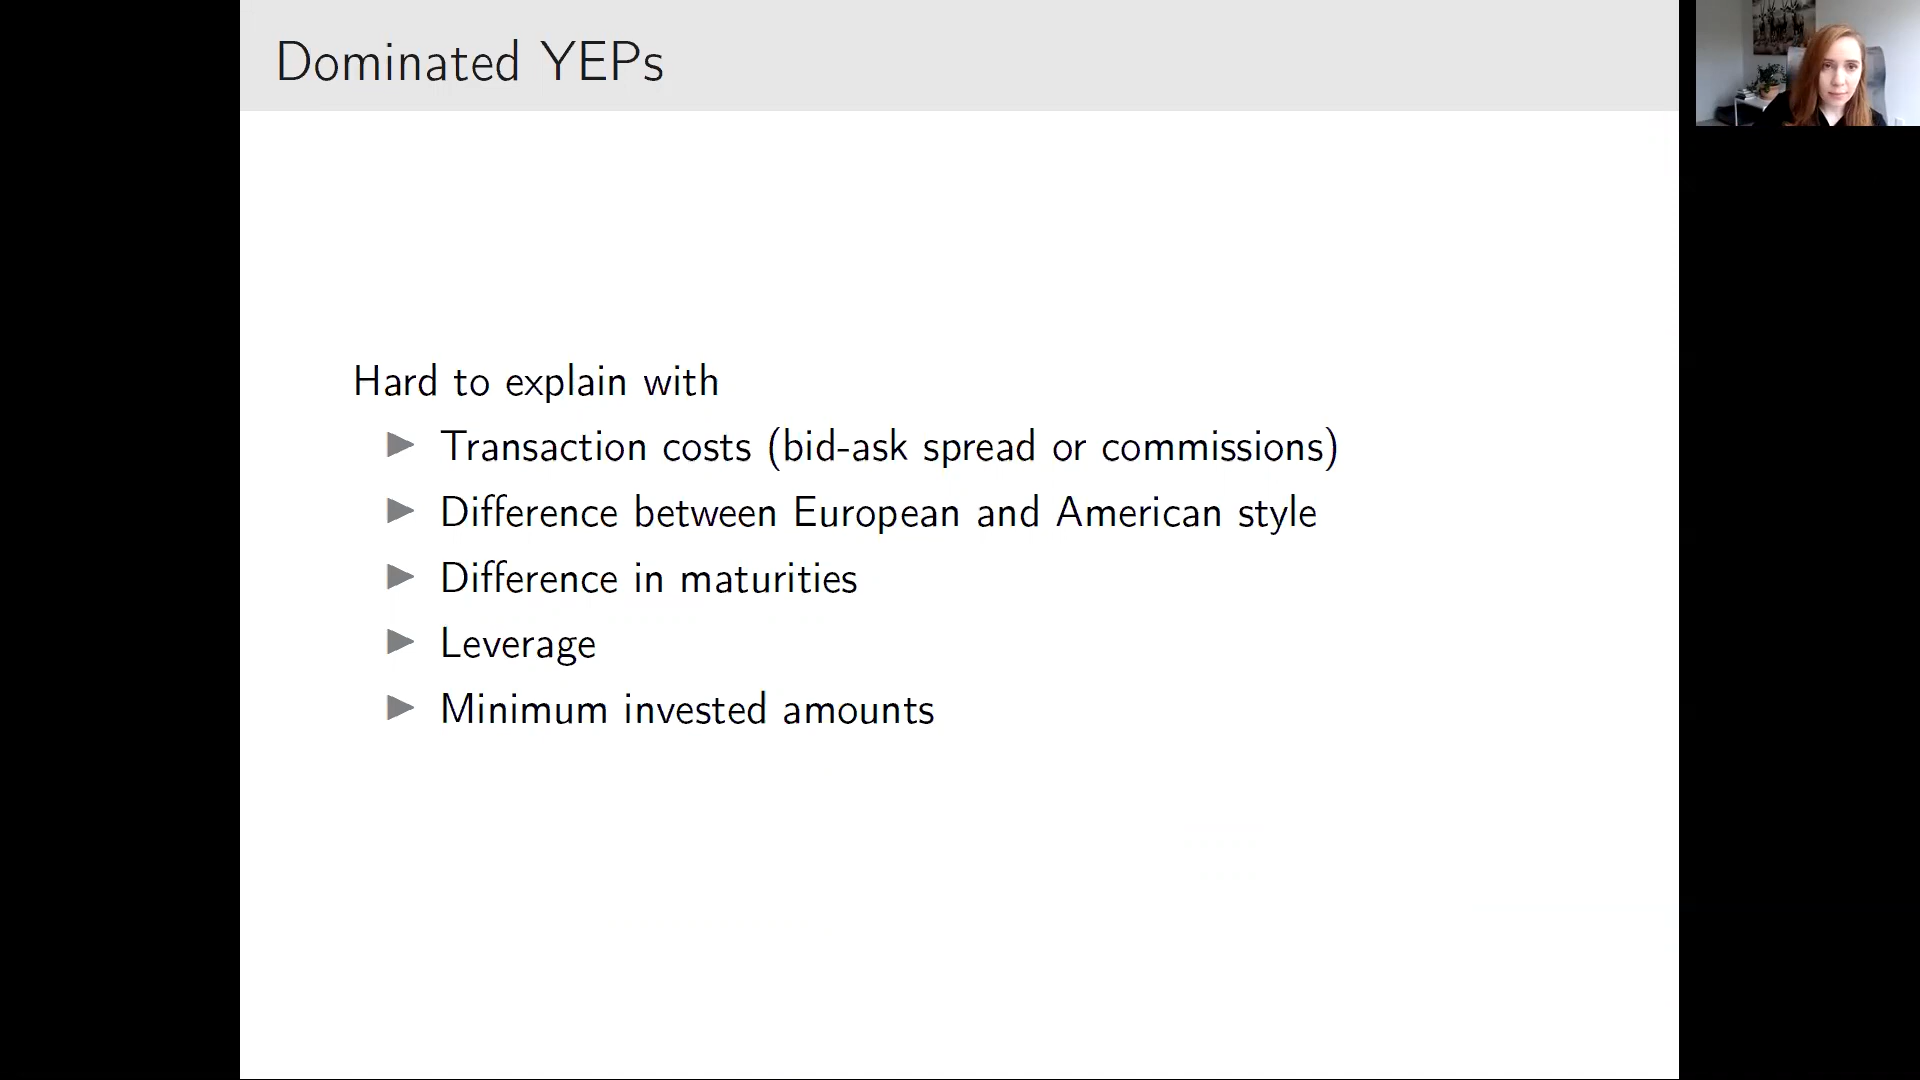 Dominated YEPs
Hard to explain with
Transaction costs (bid-ask spread or commissions)
Difference between European and American style
Difference in maturities
Leverage
Minimum invested amounts